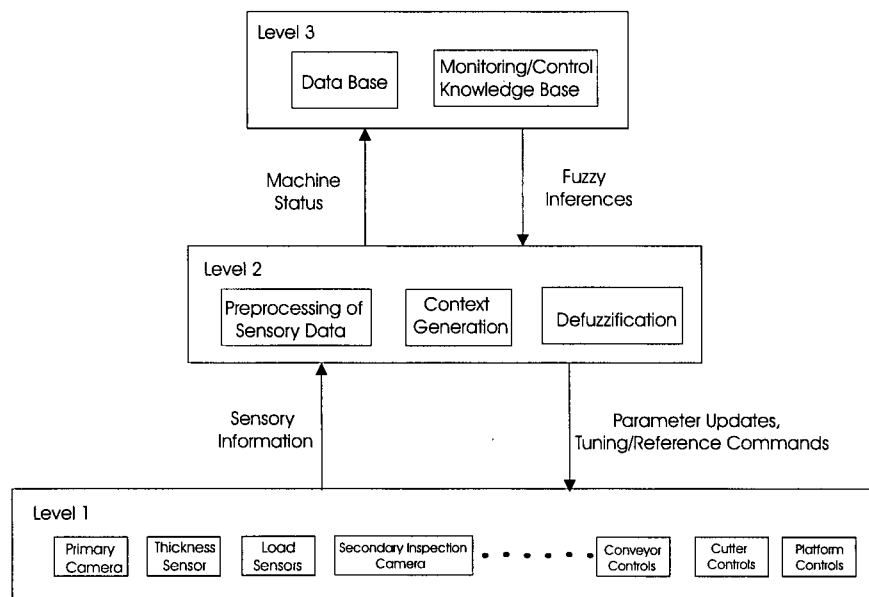 Level 3
Data Base
Monitoring/Control
Knowledge Base
Machine
Status
Fuzzy
Inferences
Level 2
Preprocessing of
Sensory Data
Context
Generation
Defuzzification
Sensory
Information
Parameter Updates,
Tuning/Reference Commands
Level 1
Primary
Camera
Thickness
Sensor
Load
Sensors
Secondary Inspection
Camera
Conveyor
Controls
Cutter
Controls
Platform
Controls